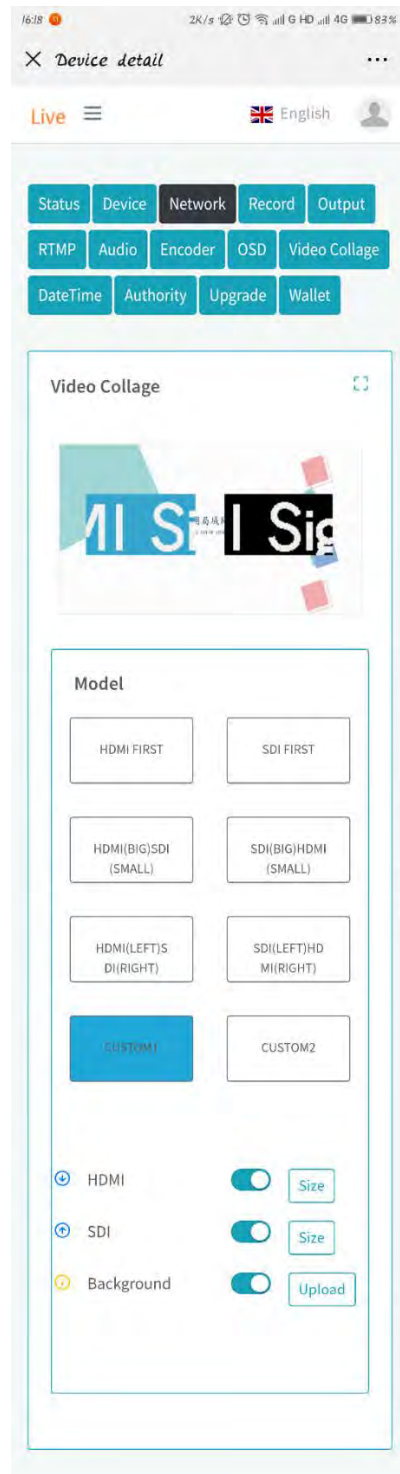 16:18 2K/s G HD 4G 83%
Device detail
Live English
Status Device Network Record Output
RTMP Audio Encoder OSD Video Collage
DateTime Authority Upgrade Wallet
Video Collage
MI Si I Sig
Model
HDMI FIRST SDI FIRST
HDMI(BIG)SDI SDI(BIG)HDMI
(SMALL) (SMALL)
HDMI(LEFT)S SDI(LEFT)HD
DI(RIGHT) MI(RIGHT)
CUSTOM1 CUSTOM2
HDMI Size
SDI Size
Background Upload